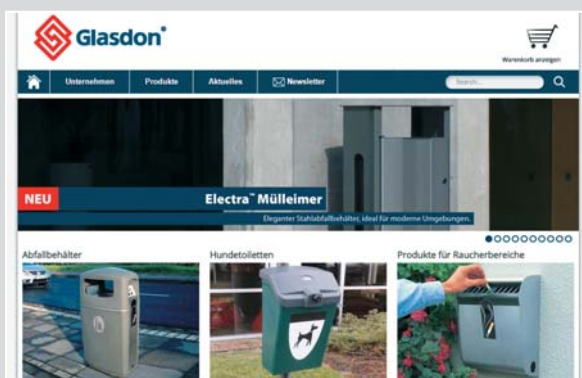 Glasdon®
Warenkorb anzeigen
Unternehmen
Produkte
Aktuelles
Newsletter
Search...
NEU
Electra™ Mülleimer
Eleganter Stahlabfallbehälter, ideal für moderne Umgebungen.
Abfallbehälter
Hundetoiletten
Produkte für Raucherbereiche